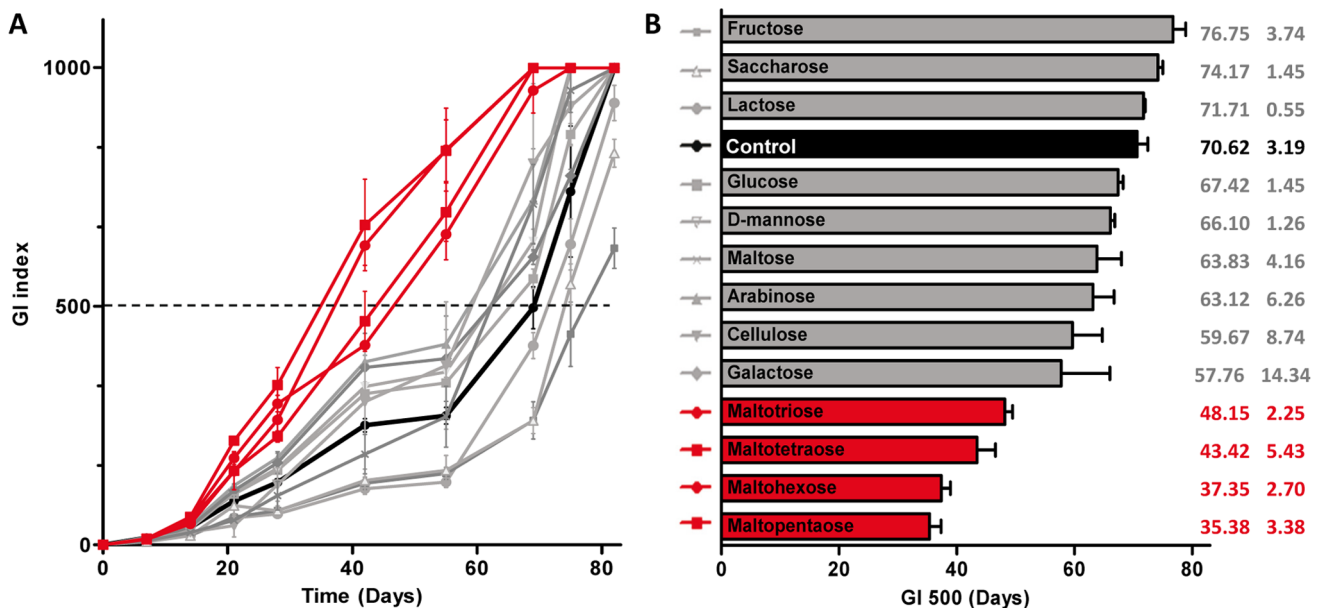 A
GI index
1000
500
0
0 20 40 60 80
Time (Days)
B
Fructose 76.75 3.74
Saccharose 74.17 1.45
Lactose 71.71 0.55
Control 70.62 3.19
Glucose 67.42 1.45
D-mannose 66.10 1.26
Maltose 63.83 4.16
Arabinose 63.12 6.26
Cellulose 59.67 8.74
Galactose 57.76 14.34
Maltotriose 48.15 2.25
Maltotetraose 43.42 5.43
Maltohexose 37.35 2.70
Maltopentaose 35.38 3.38
0 20 40 60 80
GI 500 (Days)